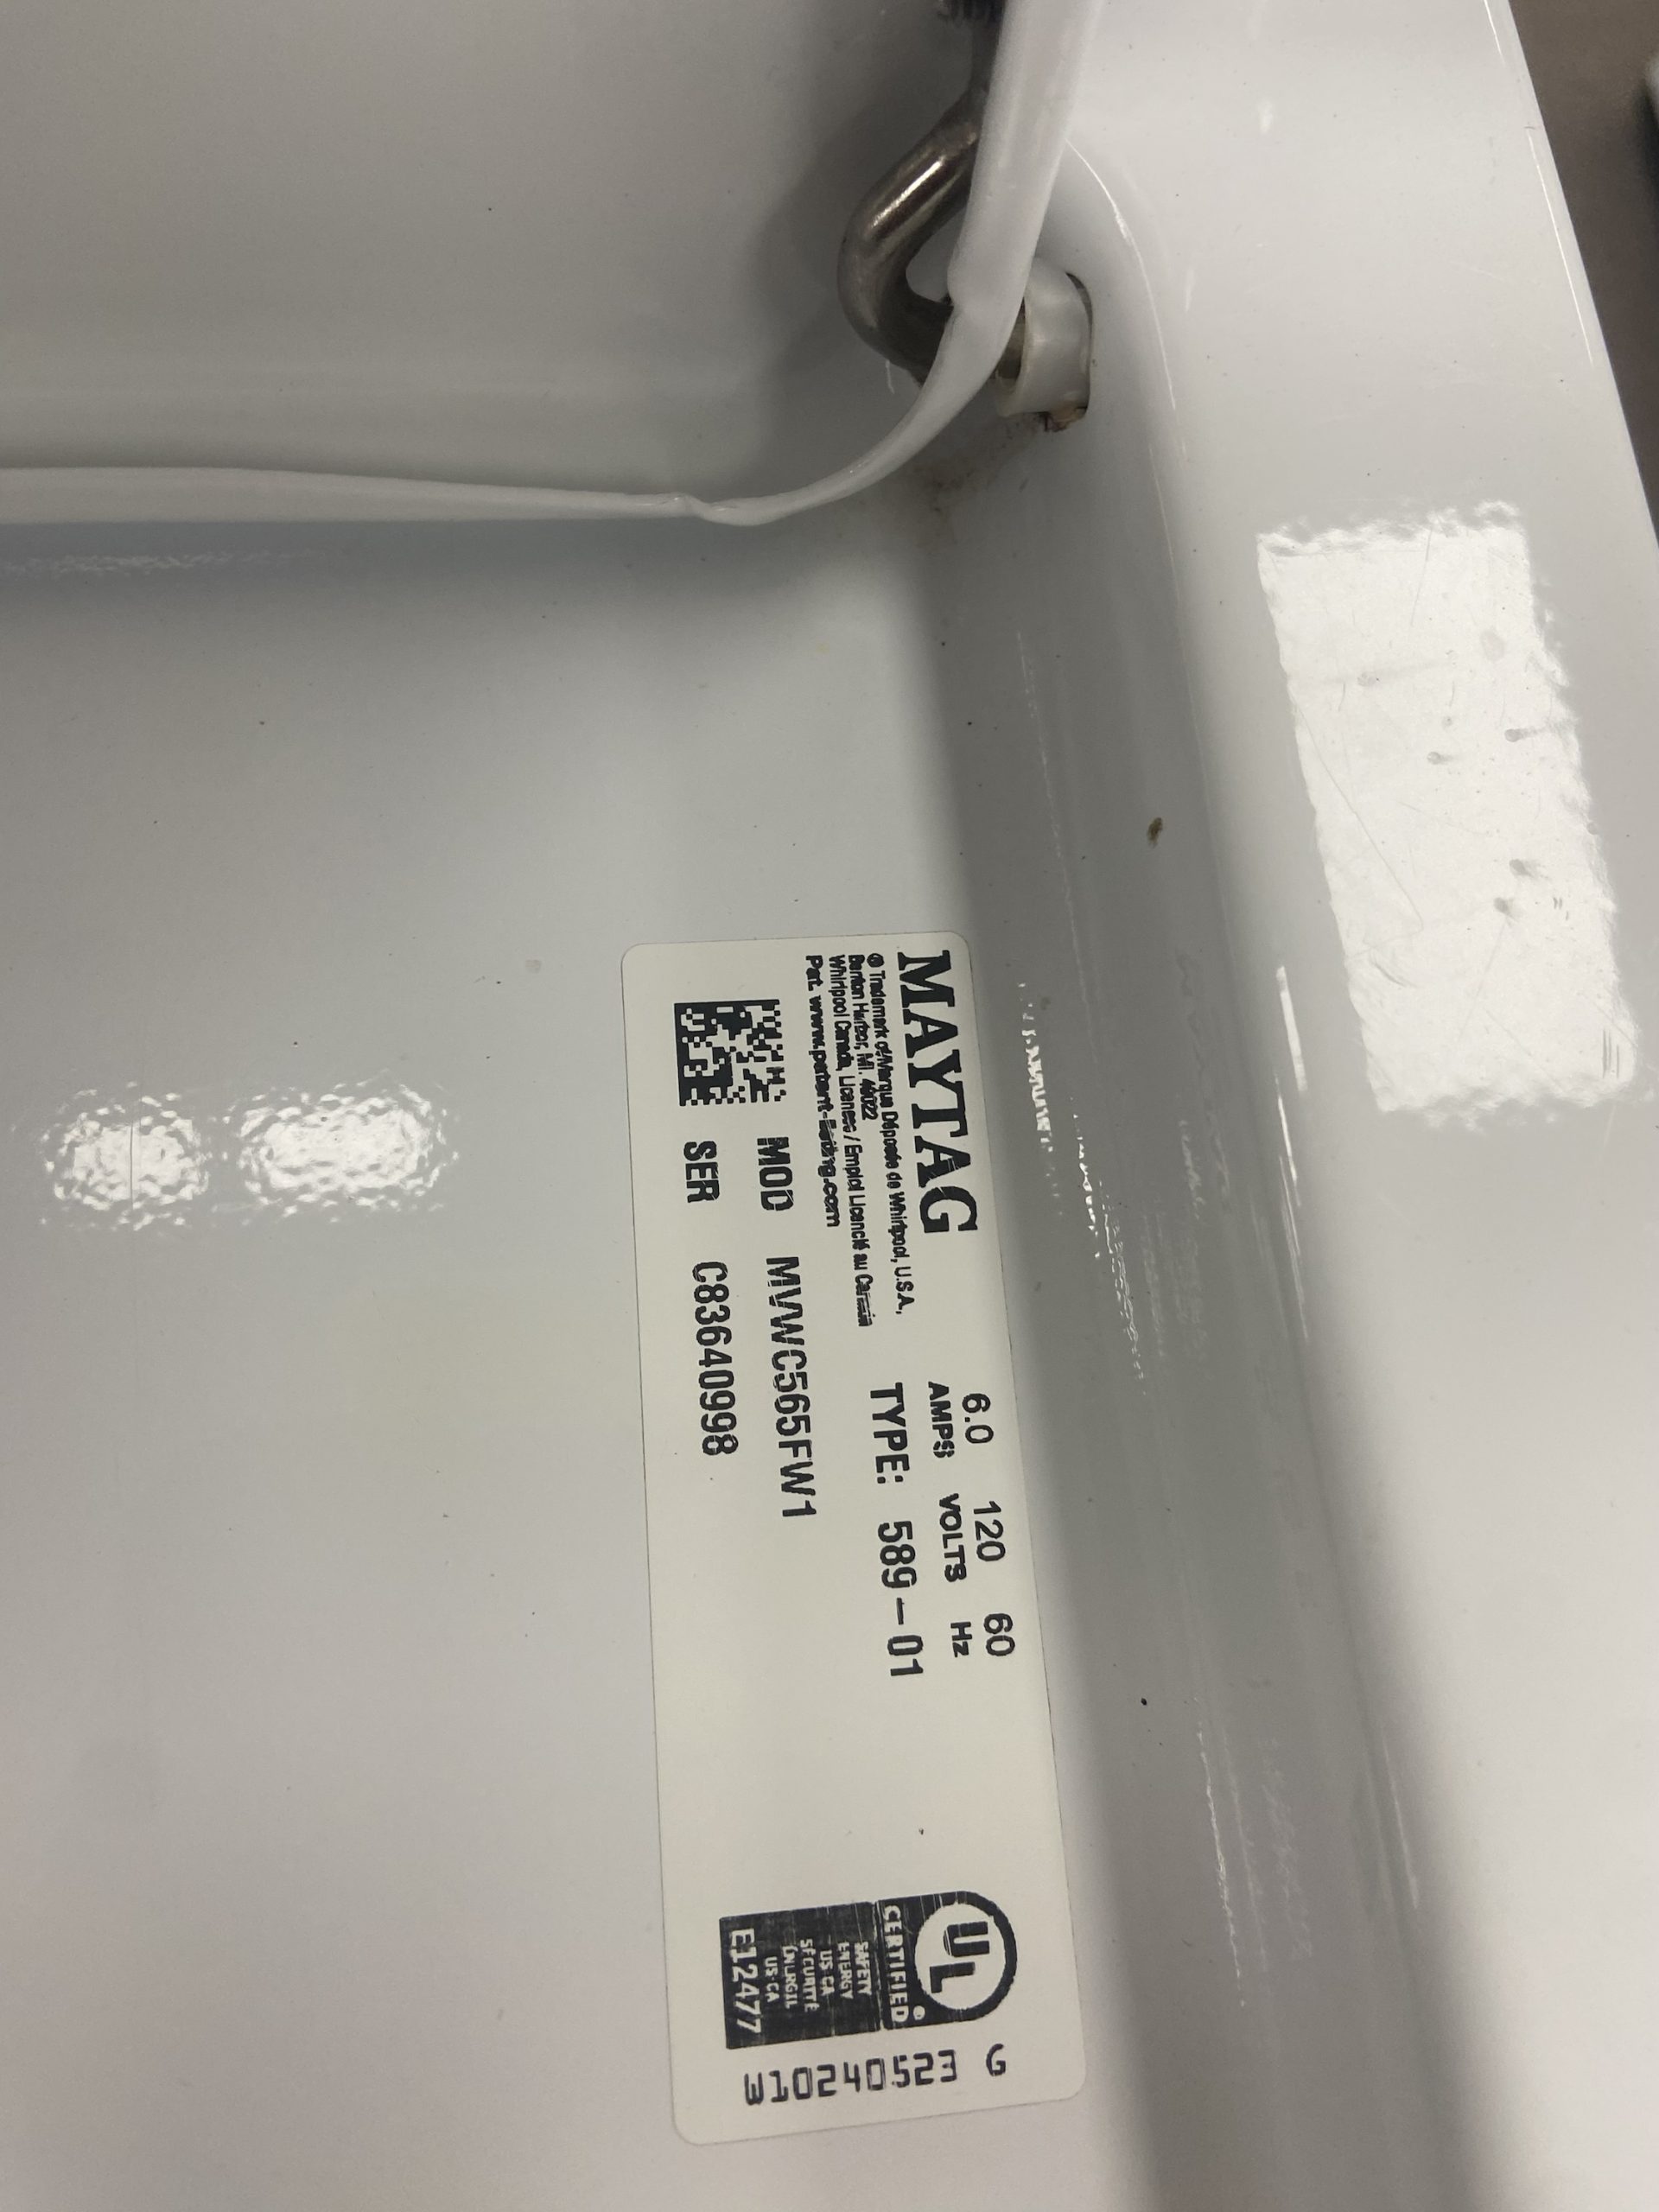 MAYTAG
® Trademark of/Marque Déposée de Whirlpool, U.S.A.,
Benton Harbor, MI. 49022
Whirlpool Canada, Licensee / Emploi Licencié au Canada
Pat. www.patent-listing.com
6.0 120 60
AMPS VOLTS Hz
TYPE: 589-01
MOD MVWC565FW1
SER C83640998
UL
CERTIFIED
SAFETY
ENERGY
US-CA
SÉCURITÉ
US-CA
E12477
W10240523 G